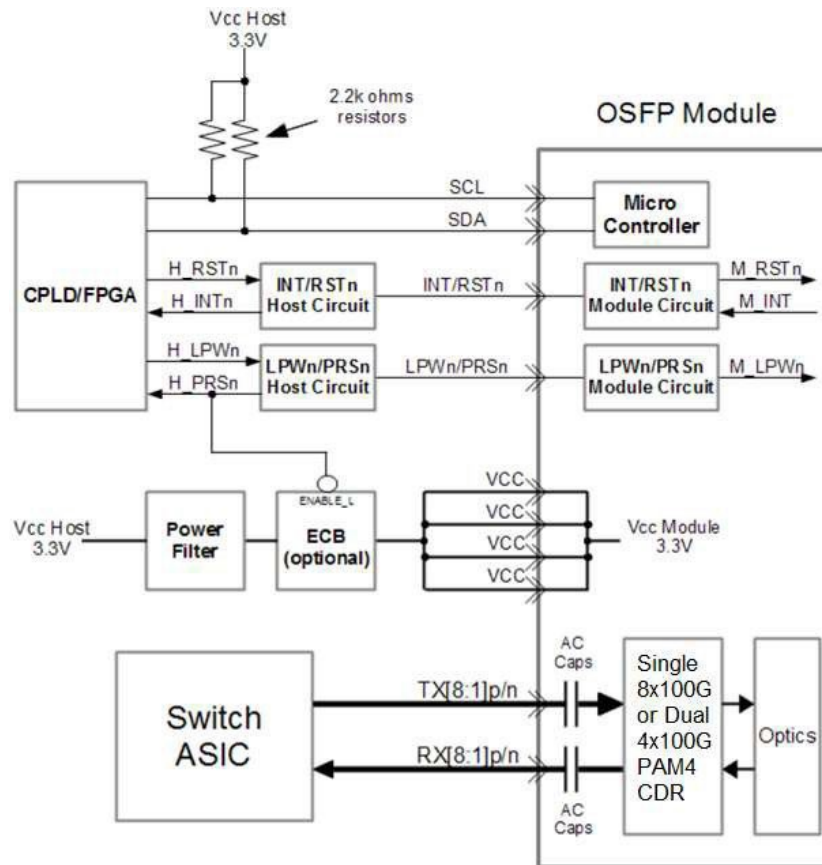 Vcc Host
3.3V
2.2k ohms
resistors
OSFP Module
SCL
SDA
Micro
Controller
CPLD/FPGA
H_RSTn
H_INTn
INT/RSTn
Host Circuit
INT/RSTn
INT/RSTn
Module Circuit
M_RSTn
M_INT
H_LPWn
H_PRSn
LPWn/PRSn
Host Circuit
LPWn/PRSn
LPWn/PRSn
Module Circuit
M_LPWn
Vcc Host
3.3V
Power
Filter
ENABLE_L
ECB
(optional)
VCC
VCC
VCC
VCC
Vcc Module
3.3V
Switch
ASIC
TX[8:1]p/n
RX[8:1]p/n
AC
Caps
AC
Caps
Single
8x100G
or Dual
4x100G
PAM4
CDR
Optics